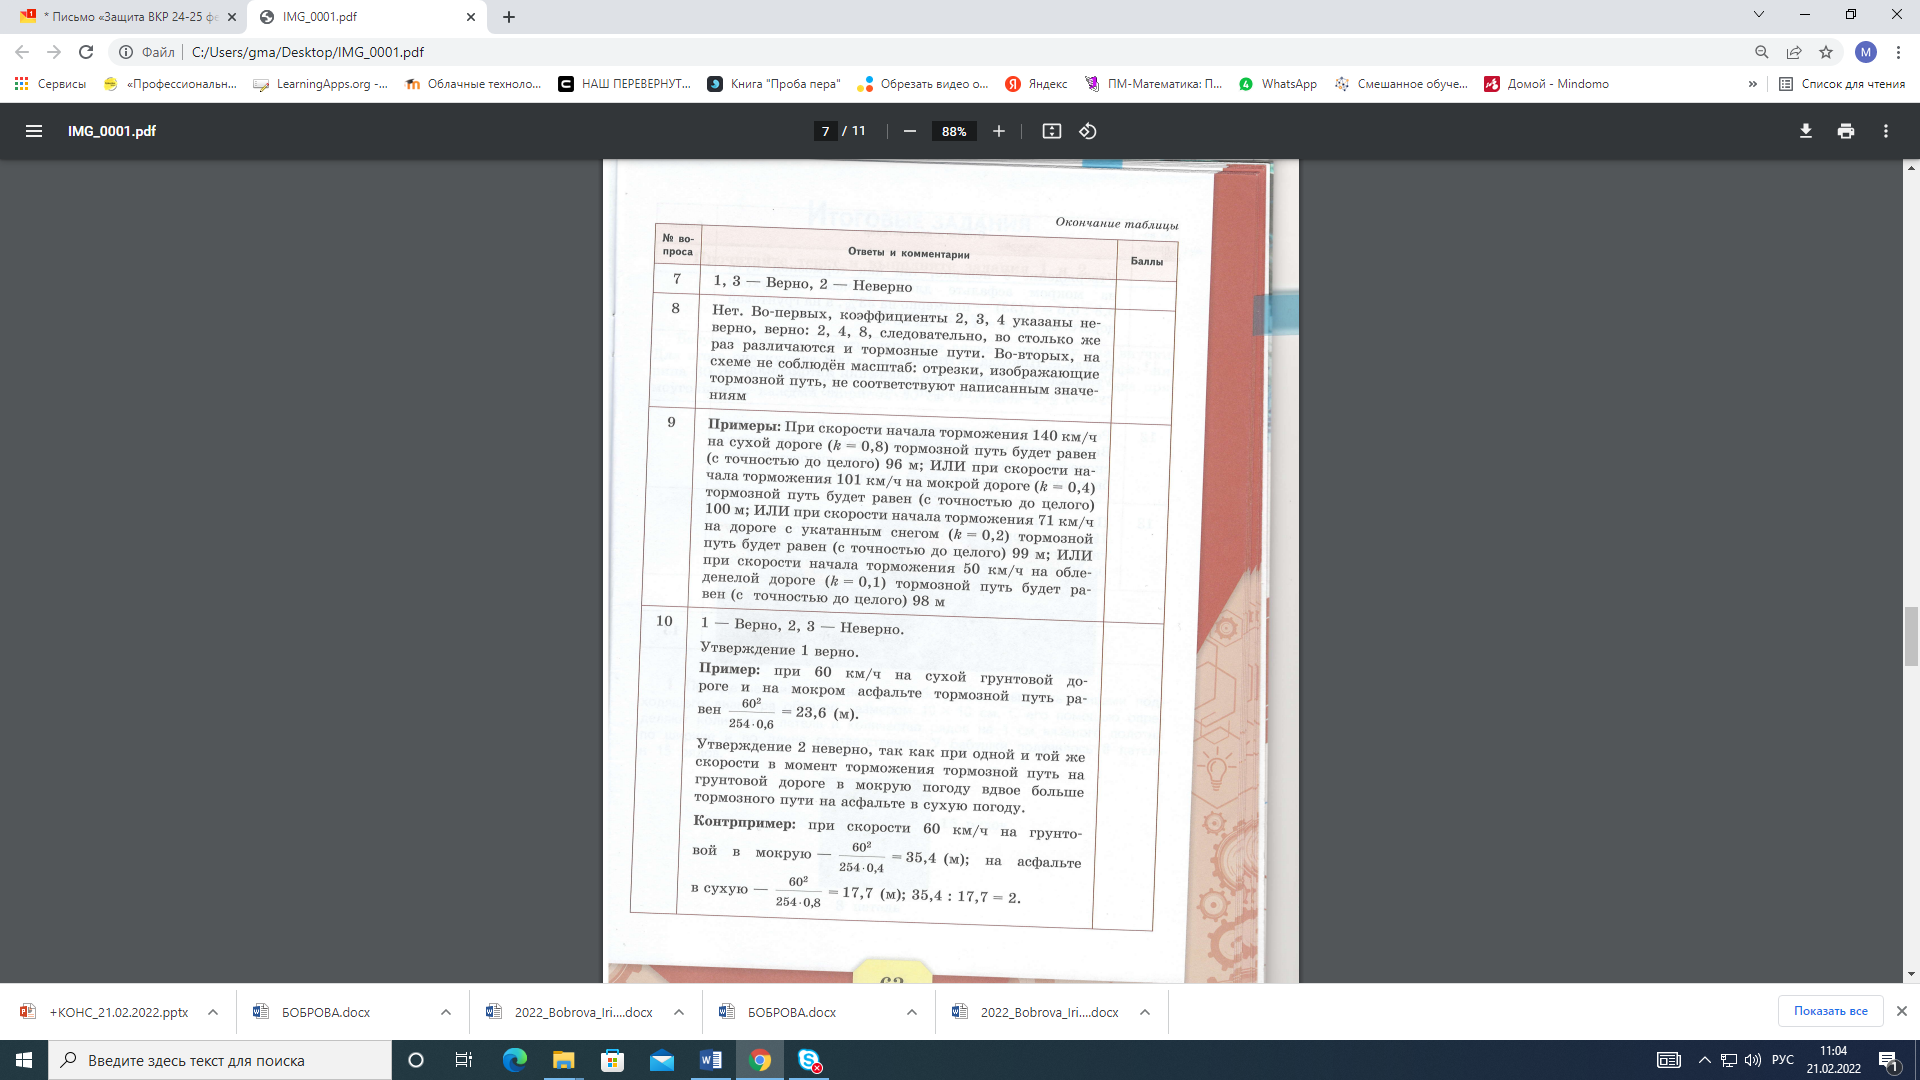 * Письмо «Защита ВКР 24-25 фе
IMG_0001.pdf
Файл
C:/Users/gma/Desktop/IMG_0001.pdf
M
Сервисы
«Профессиональн...
LearningApps.org -...
Облачные техноло...
НАШ ПЕРЕВЕРНУТ...
Книга "Проба пера"
Обрезать видео о...
Яндекс
ПМ-Математика: П...
WhatsApp
Смешанное обуче...
Домой - Mindomo
»
Список для чтения
IMG_0001.pdf
7 / 11
88%
Окончание таблицы
№ во-
проса
Ответы и комментарии
Баллы
7
1, 3 — Верно, 2 — Неверно
8
Нет. Во-первых, коэффициенты 2, 3, 4 указаны не-
верно, верно: 2, 4, 8, следовательно, во столько же
раз различаются и тормозные пути. Во-вторых, на
схеме не соблюдён масштаб: отрезки, изображающие
тормозной путь, не соответствуют написанным значе-
ниям
9
Примеры: При скорости начала торможения 140 км/ч
на сухой дороге (k = 0,8) тормозной путь будет равен
(с точностью до целого) 96 м; ИЛИ при скорости на-
чала торможения 101 км/ч на мокрой дороге (k = 0,4)
тормозной путь будет равен (с точностью до целого)
100 м; ИЛИ при скорости начала торможения 71 км/ч
на дороге с укатанным снегом (k = 0,2) тормозной
путь будет равен (с точностью до целого) 99 м; ИЛИ
при скорости начала торможения 50 км/ч на обле-
денелой дороге (k = 0,1) тормозной путь будет ра-
вен (с точностью до целого) 98 м
10
1 — Верно, 2, 3 — Неверно.
Утверждение 1 верно.
Пример: при 60 км/ч на сухой грунтовой до-
роге и на мокром асфальте тормозной путь ра-
вен 60²/254·0,6 = 23,6 (м).
Утверждение 2 неверно, так как при одной и той же
скорости в момент торможения тормозной путь на
грунтовой дороге в мокрую погоду вдвое больше
тормозного пути на асфальте в сухую погоду.
Контрпример: при скорости 60 км/ч на грунто-
вой в мокрую — 60²/254·0,4 = 35,4 (м); на асфальте
в сухую — 60²/254·0,8 = 17,7 (м); 35,4 : 17,7 = 2.
+КОНС_21.02.2022.pptx
БОБРОВА.docx
2022_Bobrova_Iri....docx
БОБРОВА.docx
2022_Bobrova_Iri....docx
Показать все
Введите здесь текст для поиска
РУС
11:04
21.02.2022
1